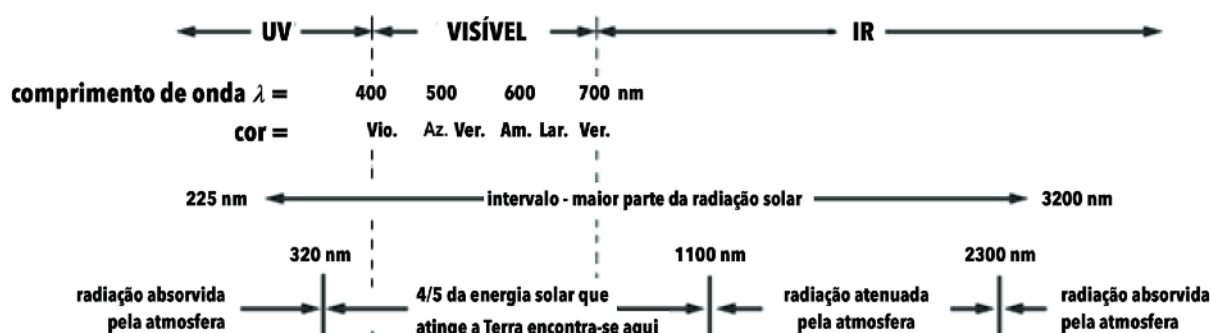 UV VISÍVEL IR
comprimento de onda λ = 400 500 600 700 nm
cor = Vio. Az. Ver. Am. Lar. Ver.
225 nm intervalo - maior parte da radiação solar 3200 nm
320 nm 1100 nm 2300 nm
radiação absorvida 4/5 da energia solar que radiação atenuada radiação absorvida
pela atmosfera atinge a Terra encontra-se aqui pela atmosfera pela atmosfera